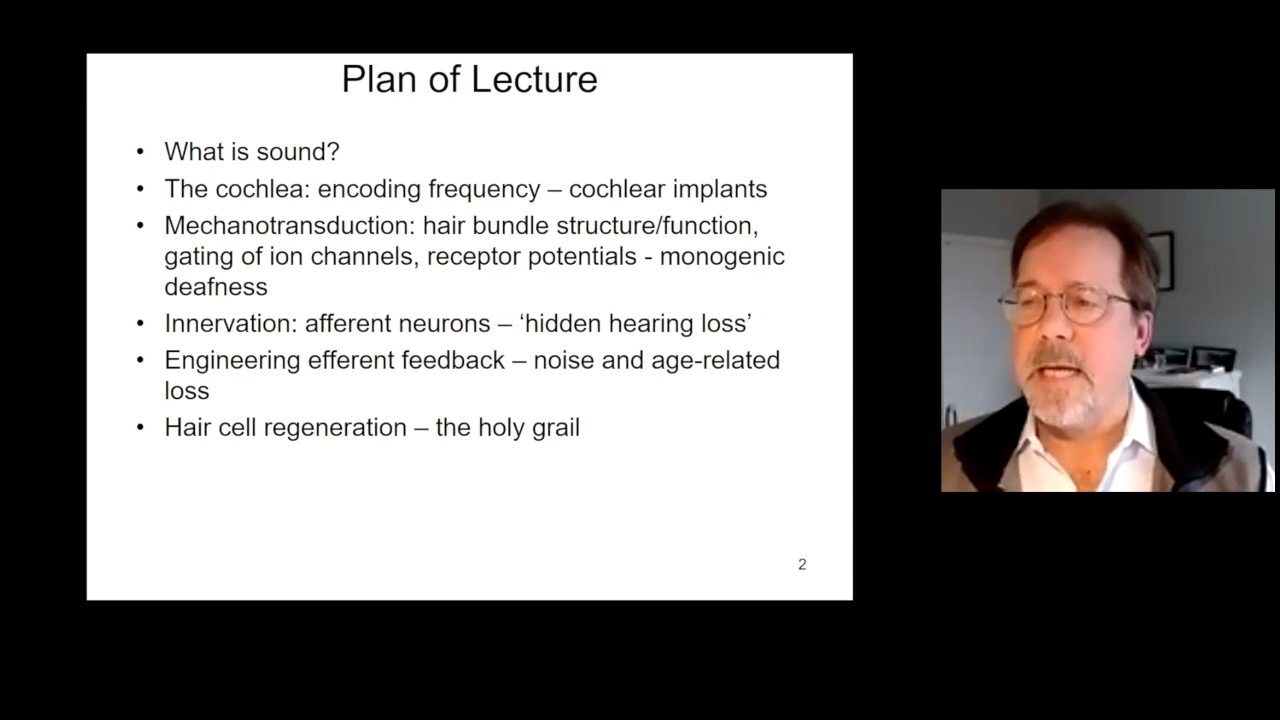 Plan of Lecture
• What is sound?
• The cochlea: encoding frequency – cochlear implants
• Mechanotransduction: hair bundle structure/function,
gating of ion channels, receptor potentials - monogenic
deafness
• Innervation: afferent neurons – ‘hidden hearing loss’
• Engineering efferent feedback – noise and age-related
loss
• Hair cell regeneration – the holy grail
2